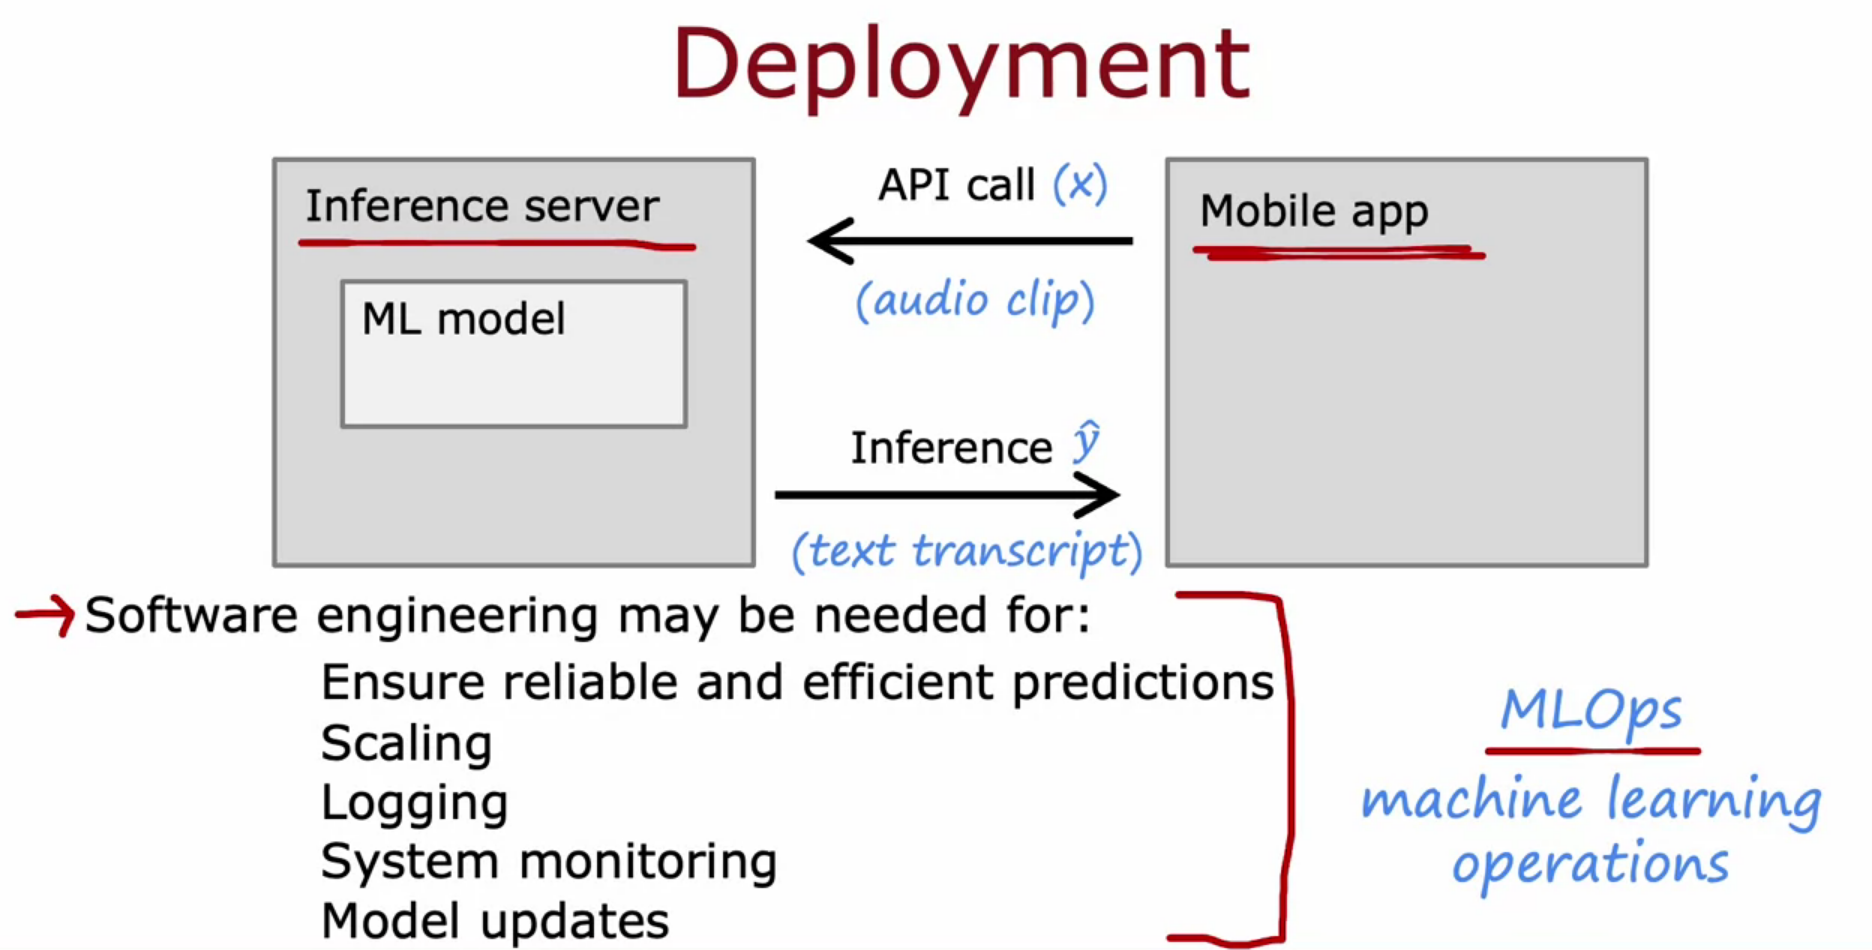 Deployment
Inference server
ML model
API call (x)
(audio clip)
Inference ŷ
(text transcript)
Mobile app
Software engineering may be needed for:
Ensure reliable and efficient predictions
Scaling
Logging
System monitoring
Model updates
MLOps
machine learning
operations